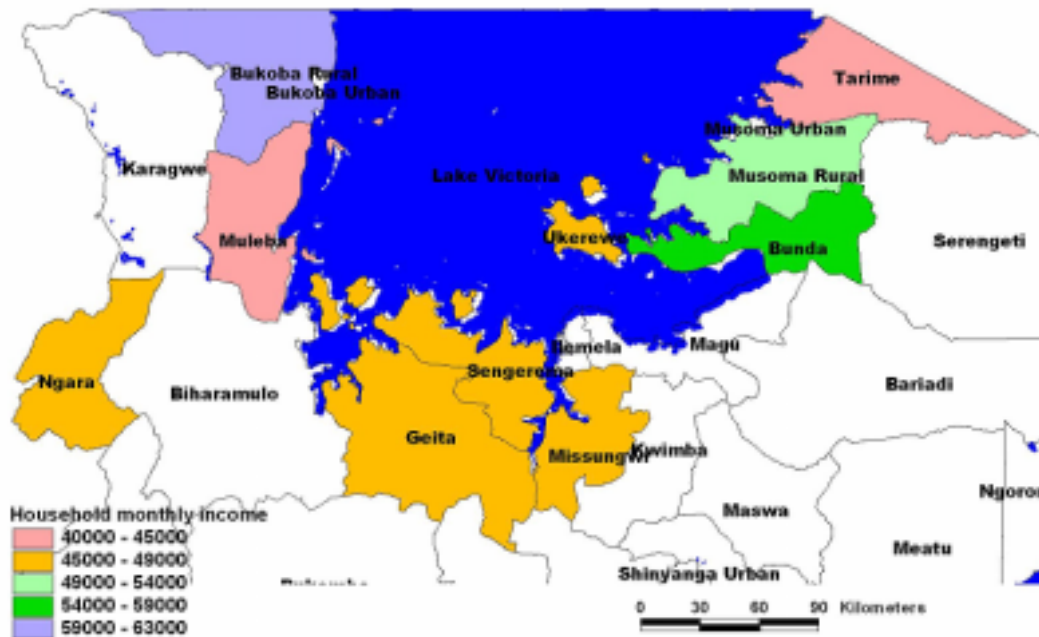 Bukoba Rural
Bukoba Urban
Tarime
Musoma Urban
Karagwe
Lake Victoria
Musoma Rural
Muleba
Ukerewe
Bunda
Serengeti
Ilemela
Magu
Ngara
Biharamulo
Sengerema
Bariadi
Geita
Missungwi
Kwimba
Household monthly income
40000 - 45000
45000 - 49000
49000 - 54000
54000 - 59000
59000 - 63000
Maswa
Meatu
Shinyanga Urban
0 30 60 90 Kilometers